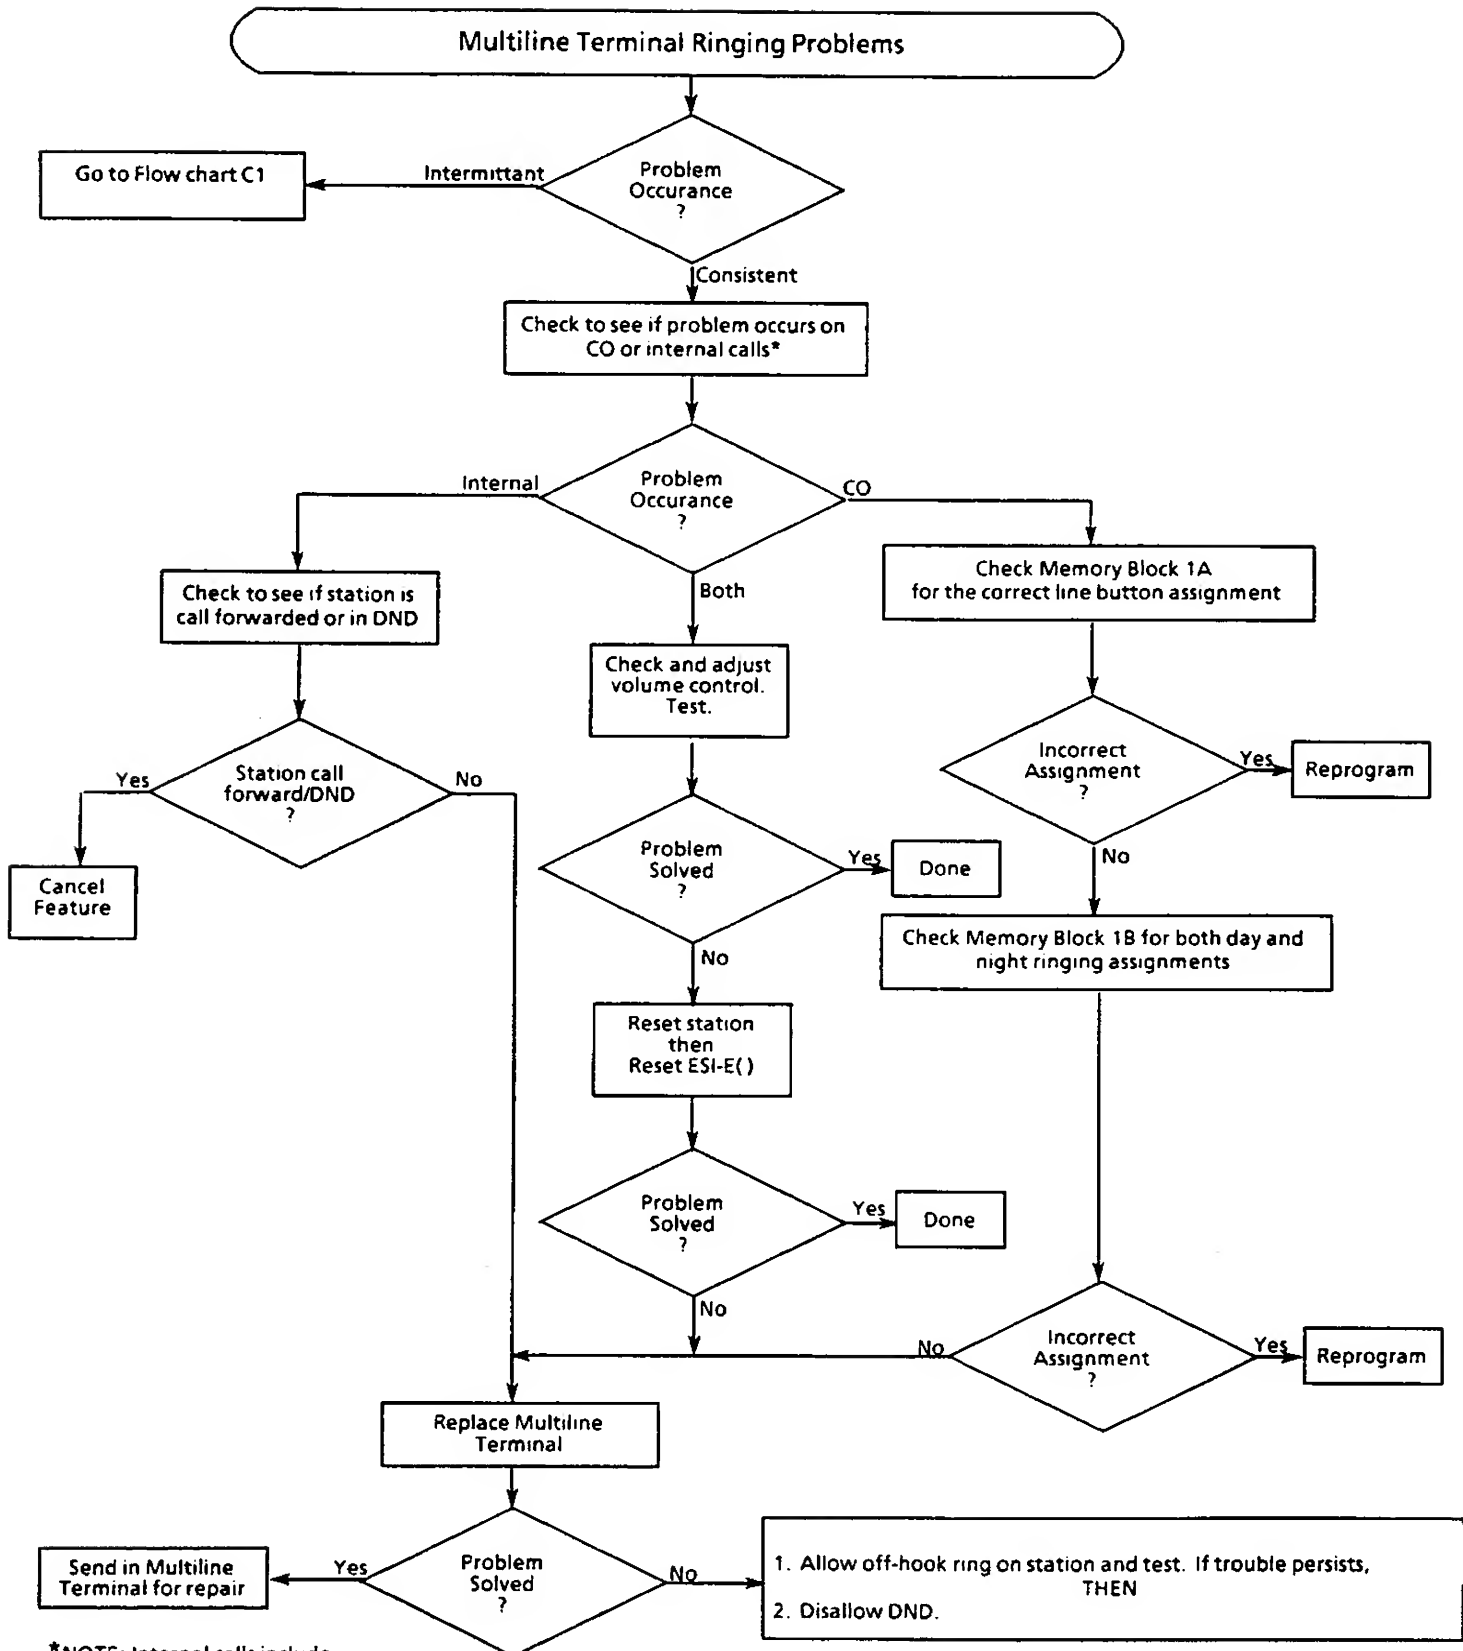 Multiline Terminal Ringing Problems
Problem
Occurance
?
Intermittant
Go to Flow chart C1
Consistent
Check to see if problem occurs on
CO or internal calls*
Problem
Occurance
?
Internal
CO
Both
Check to see if station is
call forwarded or in DND
Station call
forward/DND
?
Yes
No
Cancel
Feature
Check and adjust
volume control.
Test.
Problem
Solved
?
Yes
Done
No
Reset station
then
Reset ESI-E( )
Problem
Solved
?
Yes
Done
No
Check Memory Block 1A
for the correct line button assignment
Incorrect
Assignment
?
Yes
Reprogram
No
Check Memory Block 1B for both day and
night ringing assignments
Incorrect
Assignment
?
Yes
Reprogram
No
Replace Multiline
Terminal
Problem
Solved
?
Yes
Send in Multiline
Terminal for repair
No
1. Allow off-hook ring on station and test. If trouble persists,
THEN
2. Disallow DND.
*NOTE: Internal calls include